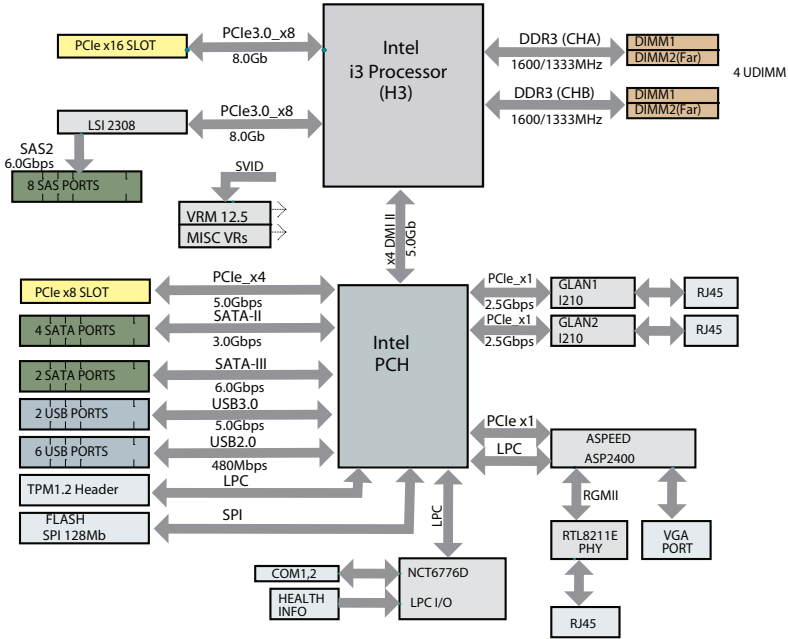 PCIe x16 SLOT
PCIe3.0_x8
8.0Gb
Intel
i3 Processor
(H3)
DDR3 (CHA)
1600/1333MHz
DIMM1
DIMM2(Far)
4 UDIMM
DDR3 (CHB)
1600/1333MHz
DIMM1
DIMM2(Far)
LSI 2308
PCIe3.0_x8
8.0Gb
SAS2
6.0Gbps
8 SAS PORTS
SVID
VRM 12.5
MISC VRs
x4 DMI II
5.0Gb
PCIe x8 SLOT
PCIe_x4
5.0Gbps
4 SATA PORTS
SATA-II
3.0Gbps
2 SATA PORTS
SATA-III
6.0Gbps
2 USB PORTS
USB3.0
5.0Gbps
6 USB PORTS
USB2.0
480Mbps
TPM1.2 Header
LPC
FLASH
SPI 128Mb
SPI
Intel
PCH
PCIe_x1
2.5Gbps
GLAN1
I210
RJ45
PCIe_x1
2.5Gbps
GLAN2
I210
RJ45
PCIe x1
LPC
ASPEED
ASP2400
RGMII
RTL8211E
PHY
VGA
PORT
RJ45
LPC
COM1,2
NCT6776D
HEALTH
INFO
LPC I/O